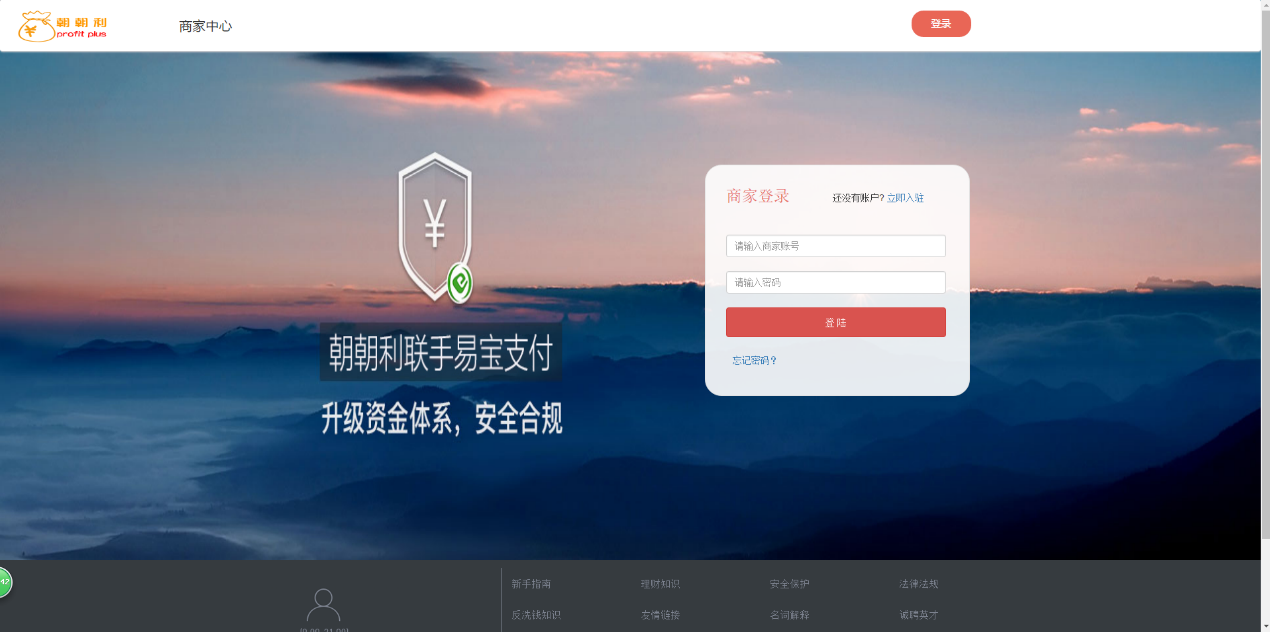 朝朝利
profit plus
商家中心
登录
商家登录
还没有账户? 立即入驻
请输入商家账号
请输入密码
登 陆
忘记密码?
¥
朝朝利联手易宝支付
升级资金体系，安全合规
新手指南
理财知识
安全保护
法律法规
反洗钱知识
友情链接
名词解释
诚聘英才